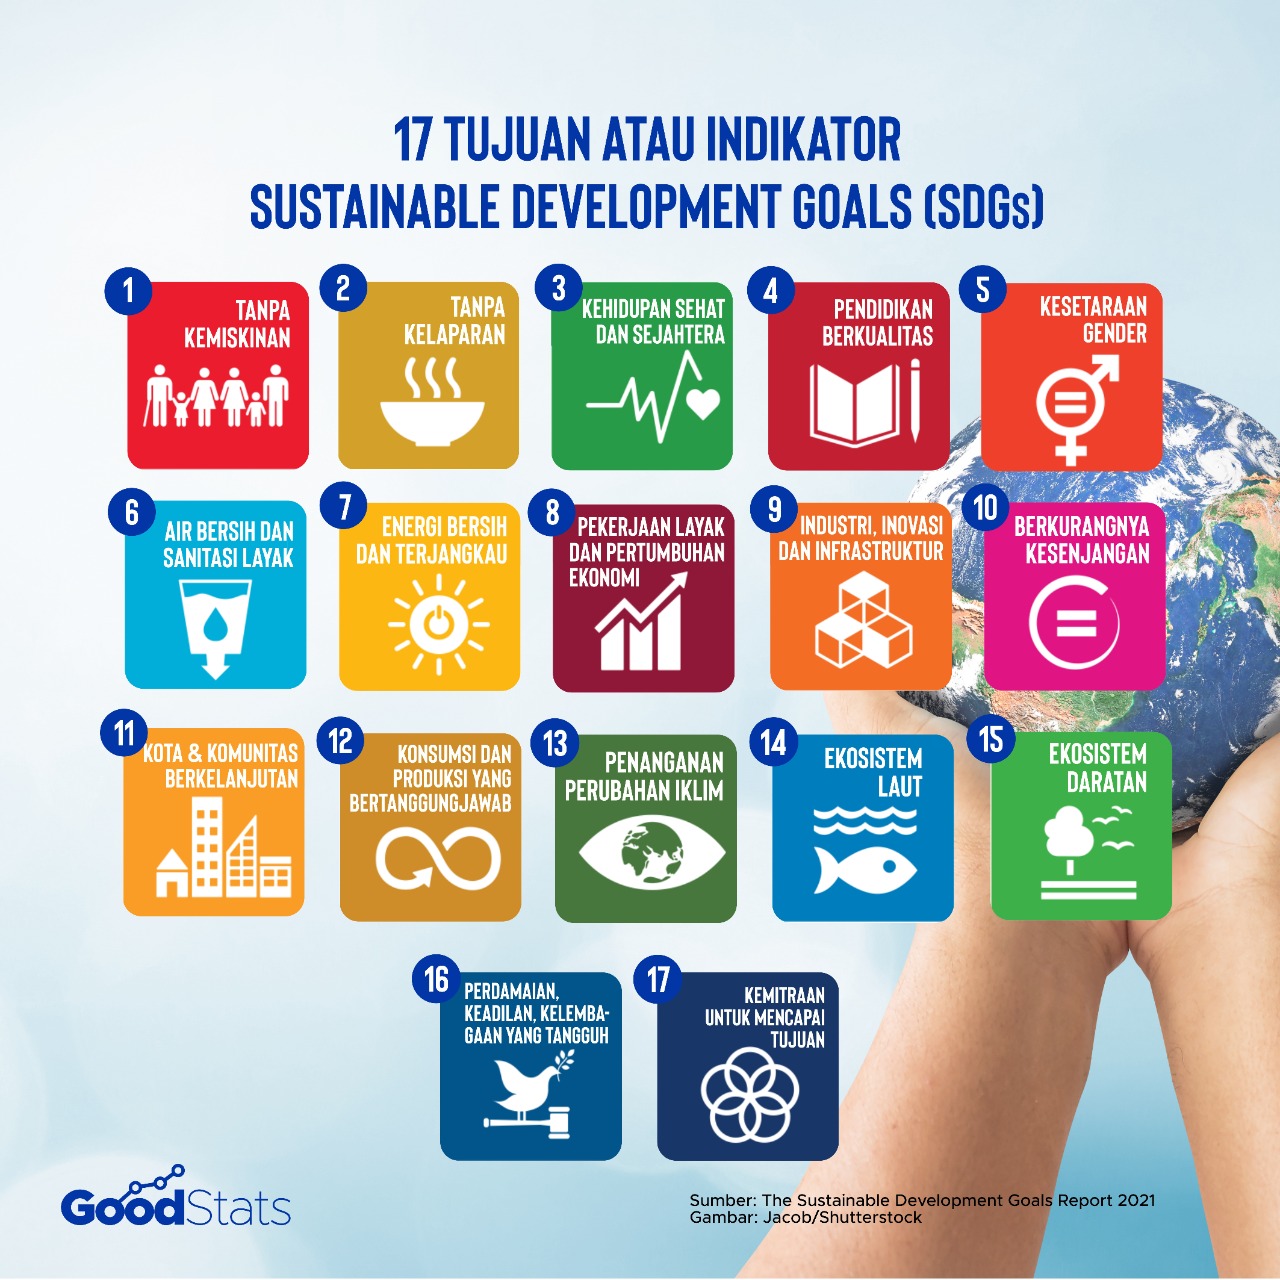 17 TUJUAN ATAU INDIKATOR
SUSTAINABLE DEVELOPMENT GOALS (SDGs)
1
TANPA
KEMISKINAN
2
TANPA
KELAPARAN
3
KEHIDUPAN SEHAT
DAN SEJAHTERA
4
PENDIDIKAN
BERKUALITAS
5
KESETARAAN
GENDER
6
AIR BERSIH DAN
SANITASI LAYAK
7
ENERGI BERSIH
DAN TERJANGKAU
8
PEKERJAAN LAYAK
DAN PERTUMBUHAN
EKONOMI
9
INDUSTRI, INOVASI
DAN INFRASTRUKTUR
10
BERKURANGNYA
KESENJANGAN
11
KOTA & KOMUNITAS
BERKELANJUTAN
12
KONSUMSI DAN
PRODUKSI YANG
BERTANGGUNGJAWAB
13
PENANGANAN
PERUBAHAN IKLIM
14
EKOSISTEM
LAUT
15
EKOSISTEM
DARATAN
16
PERDAMAIAN,
KEADILAN, KELEMBA-
GAAN YANG TANGGUH
17
KEMITRAAN
UNTUK MENCAPAI
TUJUAN
GoodStats
Sumber: The Sustainable Development Goals Report 2021
Gambar: Jacob/Shutterstock